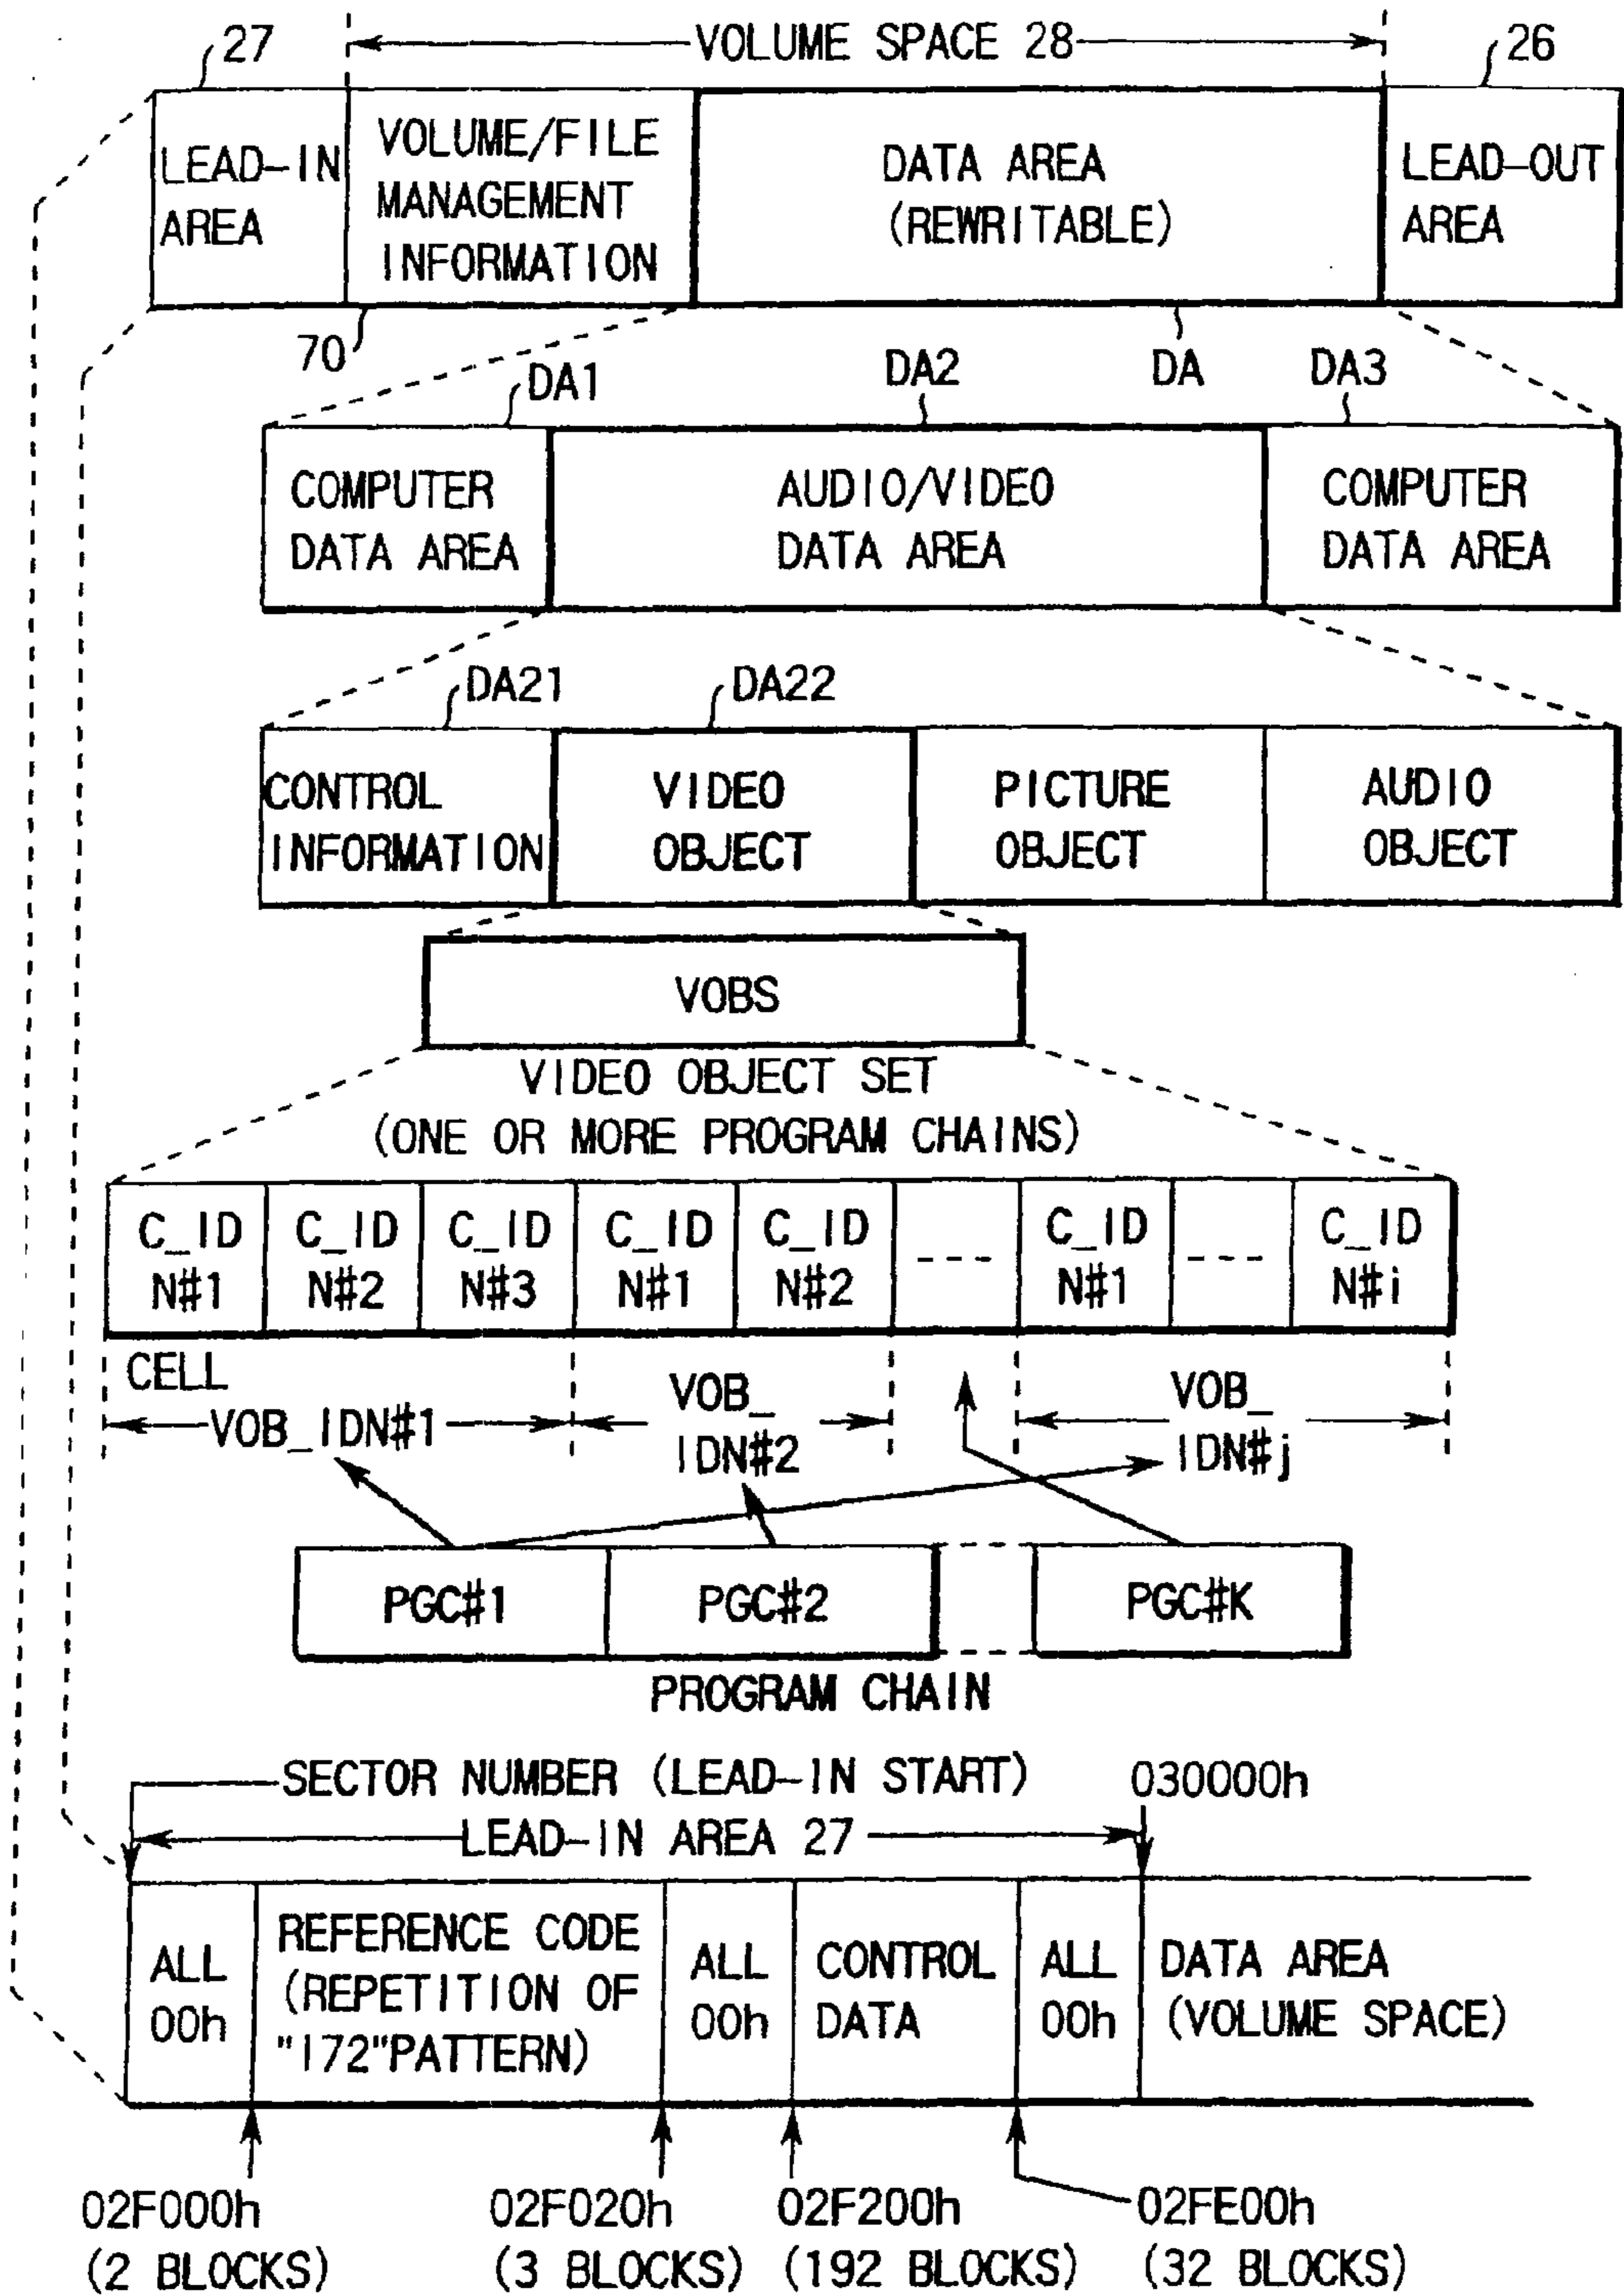 27
VOLUME SPACE 28
26
LEAD-IN
AREA
VOLUME/FILE
MANAGEMENT
INFORMATION
DATA AREA
(REWRITABLE)
LEAD-OUT
AREA
70
DA1
DA2
DA
DA3
COMPUTER
DATA AREA
AUDIO/VIDEO
DATA AREA
COMPUTER
DATA AREA
DA21
DA22
CONTROL
INFORMATION
VIDEO
OBJECT
PICTURE
OBJECT
AUDIO
OBJECT
VOBS
VIDEO OBJECT SET
(ONE OR MORE PROGRAM CHAINS)
C_ID
N#1
C_ID
N#2
C_ID
N#3
C_ID
N#1
C_ID
N#2
----
C_ID
N#1
----
C_ID
N#i
CELL
VOB_IDN#1
VOB_
IDN#2
VOB_
IDN#j
PGC#1
PGC#2
PGC#K
PROGRAM CHAIN
SECTOR NUMBER (LEAD-IN START)
030000h
LEAD-IN AREA 27
ALL
00h
REFERENCE CODE
(REPETITION OF
"172"PATTERN)
ALL
00h
CONTROL
DATA
ALL
00h
DATA AREA
(VOLUME SPACE)
02F000h
(2 BLOCKS)
02F020h
(3 BLOCKS)
02F200h
(192 BLOCKS)
02FE00h
(32 BLOCKS)